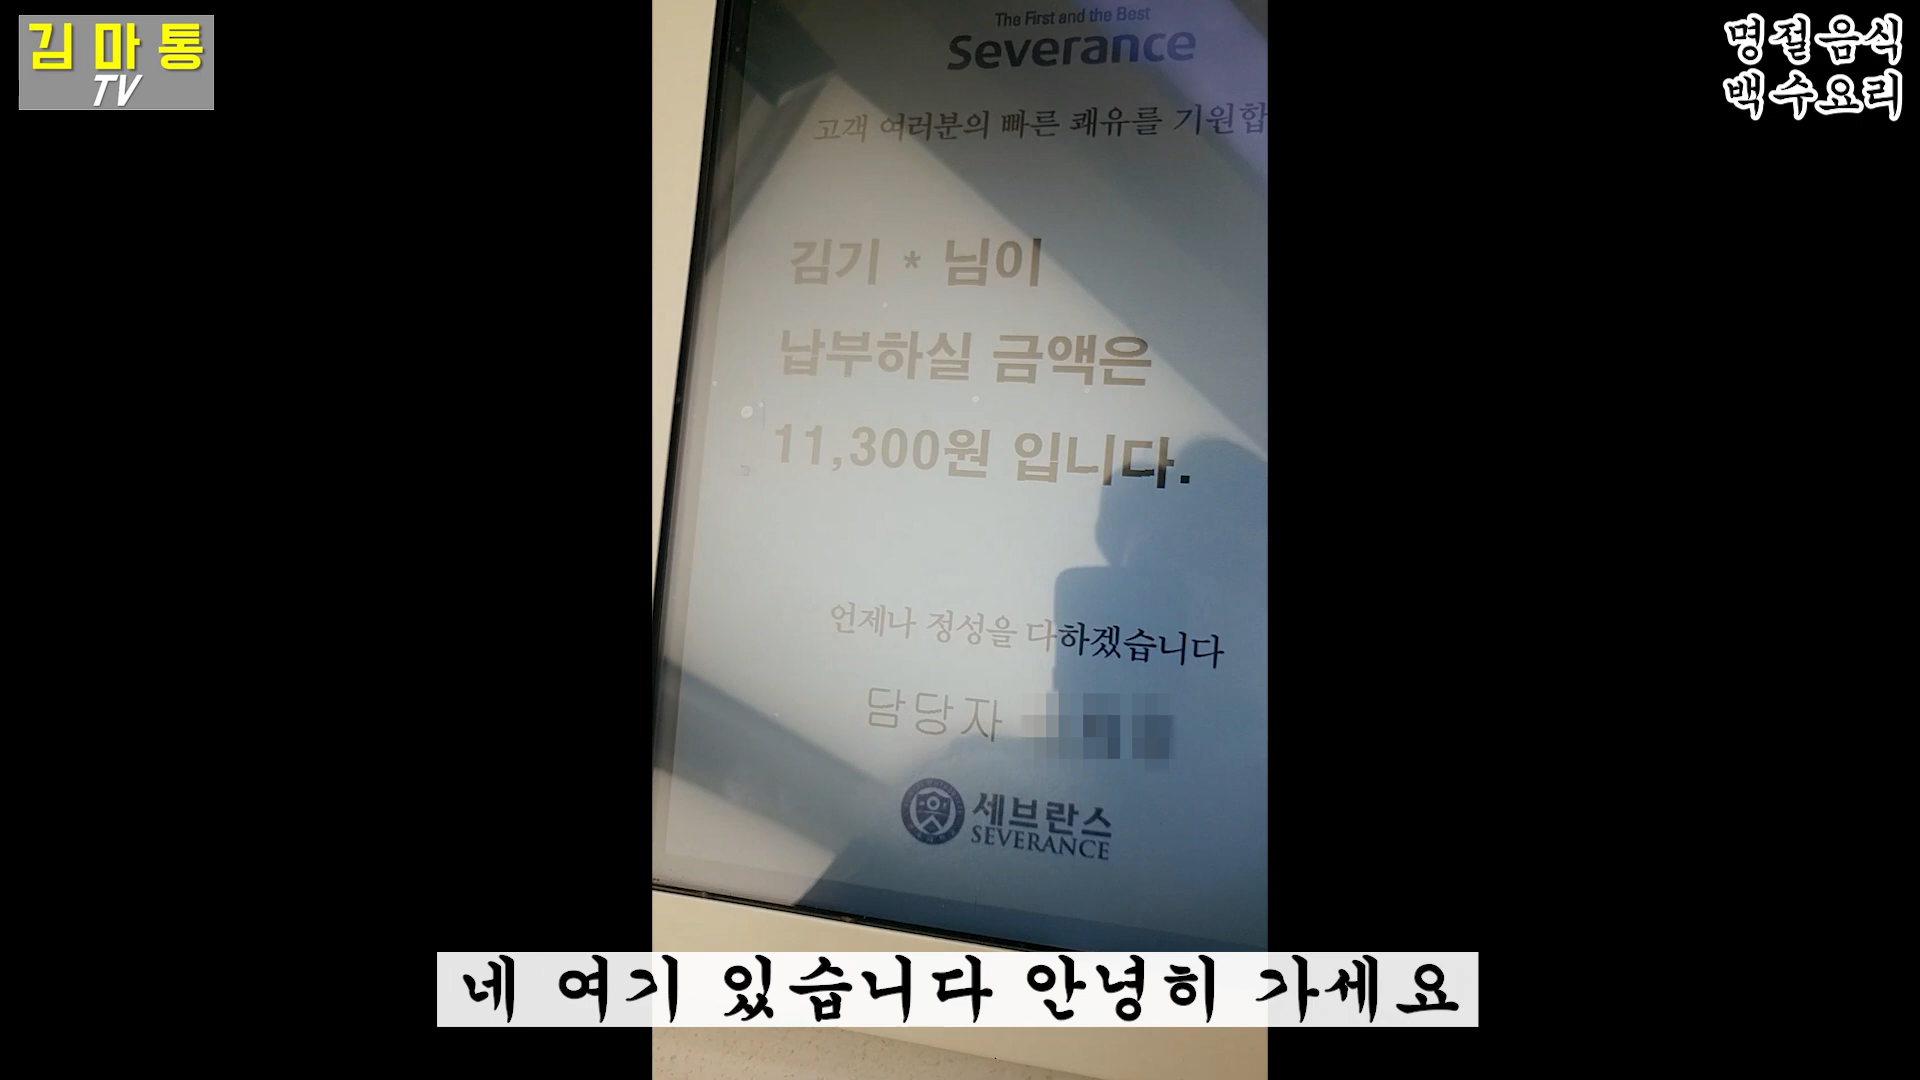 김마통
TV
명절음식
백수요리
The First and the Best
Severance
고객 여러분의 빠른 쾌유를 기원합
김기 * 님이
납부하실 금액은
11,300원 입니다.
언제나 정성을 다하겠습니다
담당자
세브란스
SEVERANCE
네 여기 있습니다 안녕히 가세요